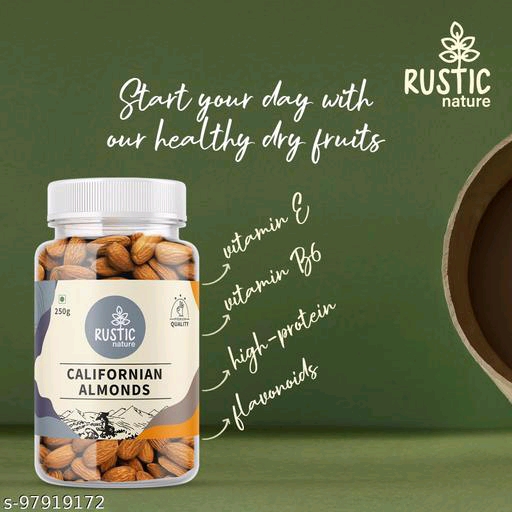 RUSTIC
nature
Start your day with
our healthy dry fruits
vitamin E
vitamin B6
high-protein
flavonoids
250g
RUSTIC
nature
QUALITY
CALIFORNIAN
ALMONDS
s-97919172